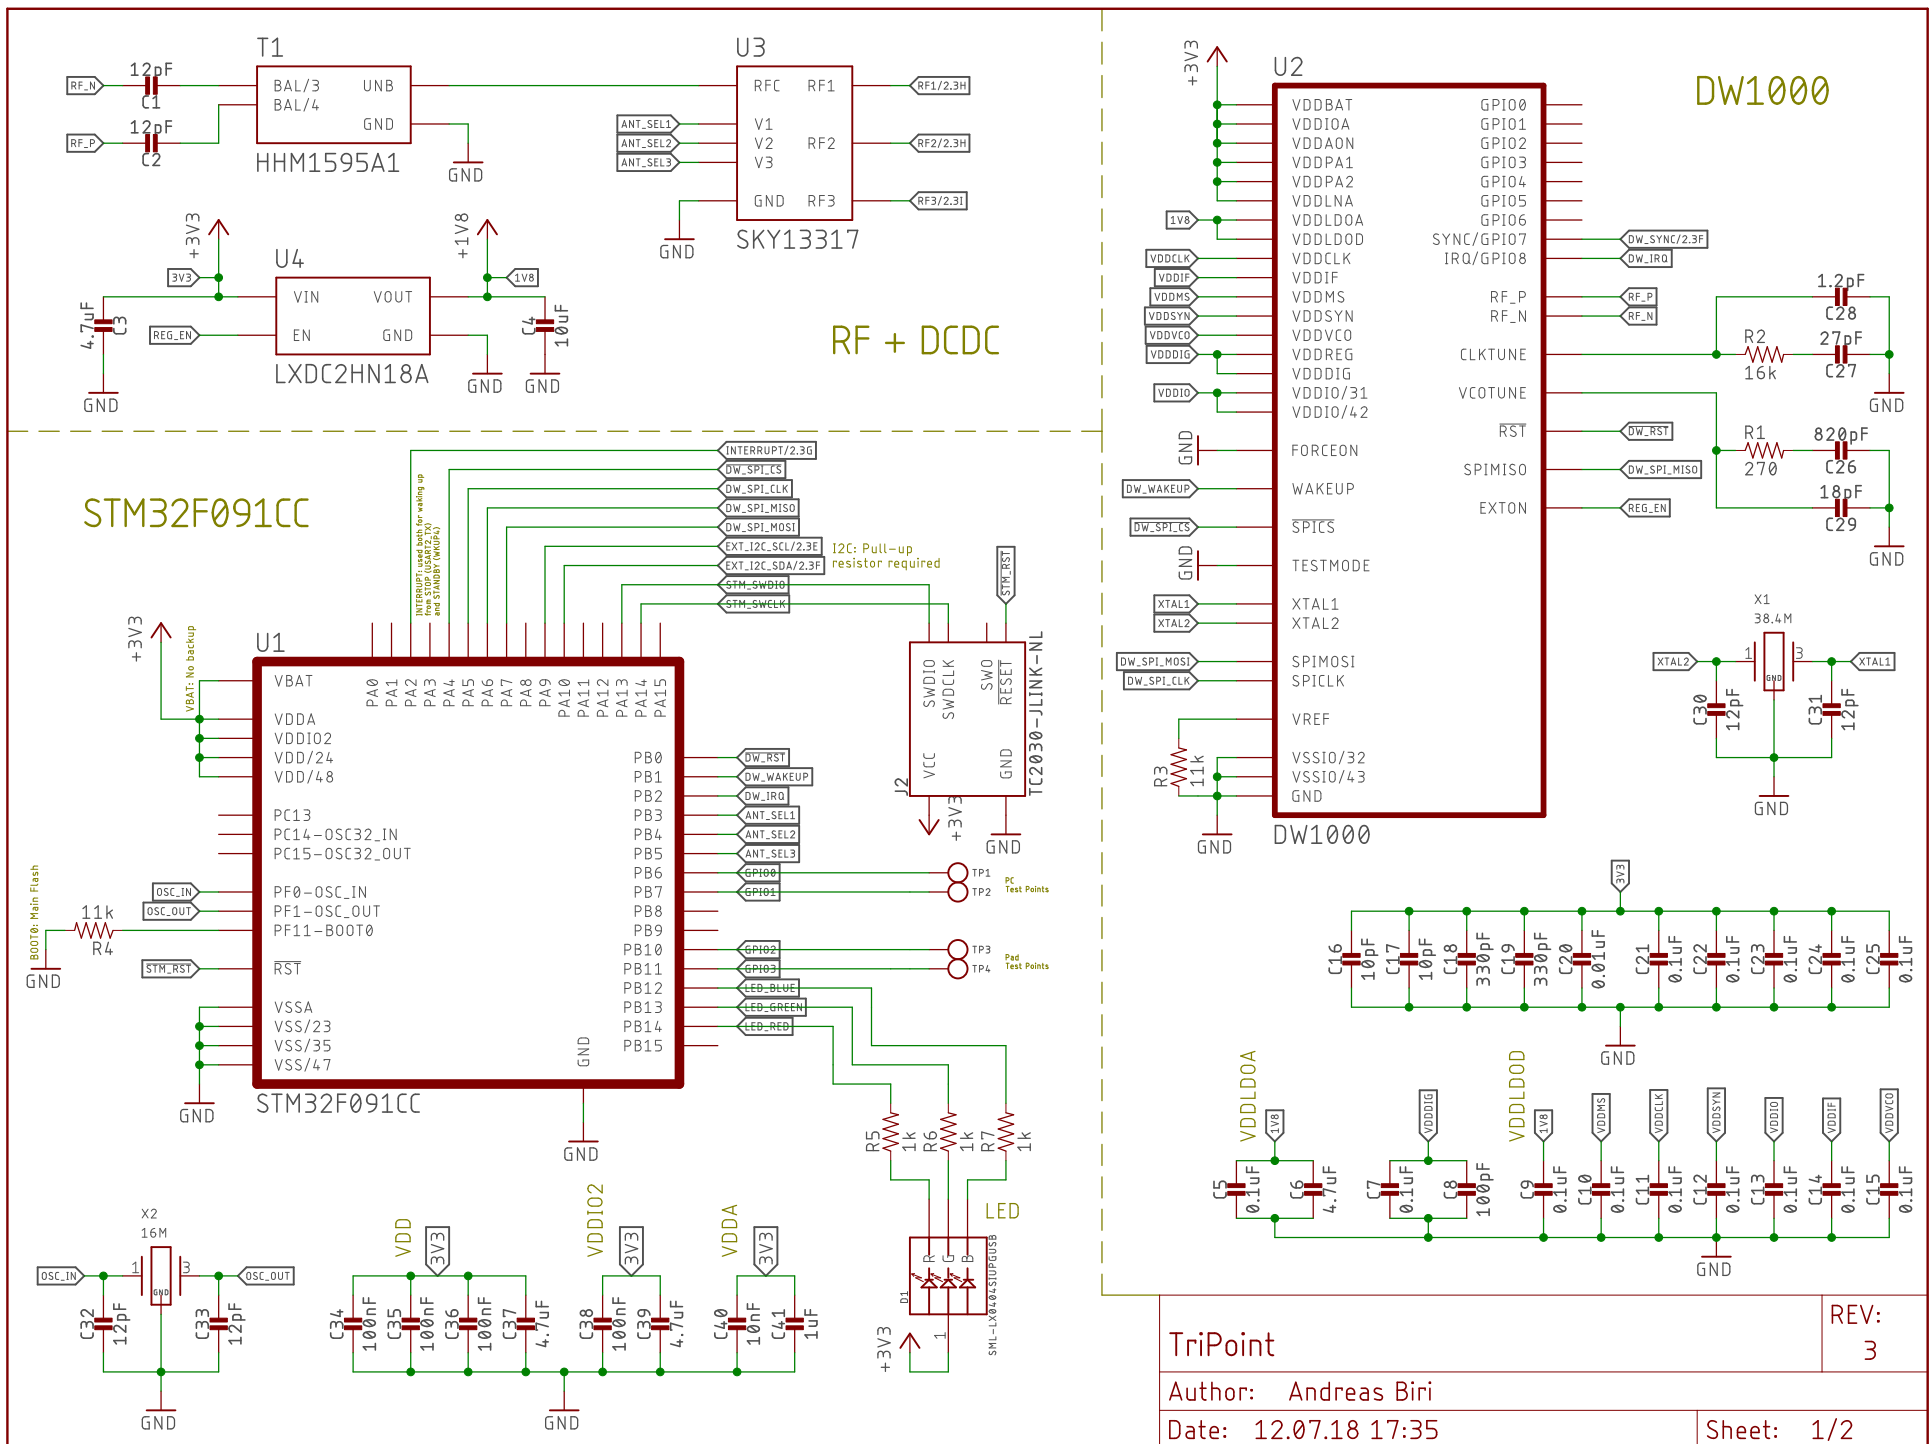 T1
12pF
RF_N
C1
BAL/3
UNB
BAL/4
12pF
RF_P
C2
GND
HHM1595A1
GND
U3
RFC
RF1
RF1/2.3H
ANT_SEL1
V1
ANT_SEL2
V2
RF2
RF2/2.3H
ANT_SEL3
V3
GND
RF3
RF3/2.3I
SKY13317
GND
+3V3
+1V8
3V3
U4
1V8
VIN
VOUT
4.7uF
C3
REG_EN
EN
GND
C4
10uF
LXDC2HN18A
GND
GND
GND
RF + DCDC
STM32F091CC
INTERRUPT: used both for waking up
from STOP (USART2_TX)
and STANDBY (WKUP4)
INTERRUPT/2.3G
DW_SPI_CS
DW_SPI_CLK
DW_SPI_MISO
DW_SPI_MOSI
EXT_I2C_SCL/2.3E
EXT_I2C_SDA/2.3F
STM_SWDIO
STM_SWCLK
I2C: Pull-up
resistor required
STM_RST
+3V3
VBAT: No backup
U1
VBAT
VDDA
VDDIO2
VDD/24
VDD/48
PC13
PC14-OSC32_IN
PC15-OSC32_OUT
OSC_IN
PF0-OSC_IN
OSC_OUT
PF1-OSC_OUT
BOOT0: Main Flash
11k
R4
PF11-BOOT0
GND
STM_RST
RST
VSSA
VSS/23
VSS/35
VSS/47
GND
STM32F091CC
PA0
PA1
PA2
PA3
PA4
PA5
PA6
PA7
PA8
PA9
PA10
PA11
PA12
PA13
PA14
PA15
PB0
DW_RST
PB1
DW_WAKEUP
PB2
DW_IRQ
PB3
ANT_SEL1
PB4
ANT_SEL2
PB5
ANT_SEL3
PB6
GPIO0
TP1
PB7
GPIO1
TP2
PC
Test Points
PB8
PB9
PB10
GPIO2
TP3
PB11
GPIO3
TP4
Pad
Test Points
PB12
LED_BLUE
PB13
LED_GREEN
PB14
LED_RED
PB15
GND
GND
SWDIO
SWDCLK
SWO
RESET
VCC
GND
J2
TC2030-JLINK-NL
+3V3
GND
R5
1k
R6
1k
R7
1k
LED
R
G
B
D1
1
SML-LX0404SIUPGUSB
+3V3
X2
16M
OSC_IN
1
GND
3
OSC_OUT
C32
12pF
C33
12pF
GND
VDD
3V3
VDDIO2
3V3
VDDA
3V3
C34
100nF
C35
100nF
C36
100nF
C37
4.7uF
C38
100nF
C39
4.7uF
C40
10nF
C41
1uF
GND
DW1000
+3V3
U2
VDDBAT
VDDIOA
VDDAON
VDDPA1
VDDPA2
VDDLNA
1V8
VDDLDOA
VDDLDOD
VDDCLK
VDDCLK
VDDIF
VDDIF
VDDMS
VDDMS
VDDSYN
VDDSYN
VDDVCO
VDDVCO
VDDDIG
VDDREG
VDDDIG
VDDIO
VDDIO/31
VDDIO/42
GND
FORCEON
DW_WAKEUP
WAKEUP
DW_SPI_CS
SPICS
GND
TESTMODE
XTAL1
XTAL1
XTAL2
XTAL2
DW_SPI_MOSI
SPIMOSI
DW_SPI_CLK
SPICLK
VREF
R3
11k
VSSIO/32
VSSIO/43
GND
GND
DW1000
GPIO0
GPIO1
GPIO2
GPIO3
GPIO4
GPIO5
GPIO6
SYNC/GPIO7
DW_SYNC/2.3F
IRQ/GPIO8
DW_IRQ
RF_P
RF_P
RF_N
RF_N
CLKTUNE
VCOTUNE
RST
DW_RST
SPIMISO
DW_SPI_MISO
EXTON
REG_EN
1.2pF
C28
R2
16k
27pF
C27
GND
R1
270
820pF
C26
18pF
C29
GND
X1
38.4M
XTAL2
1
GND
3
XTAL1
C30
12pF
C31
12pF
GND
3V3
C16
10pF
C17
10pF
C18
330pF
C19
330pF
C20
0.01uF
C21
0.1uF
C22
0.1uF
C23
0.1uF
C24
0.1uF
C25
0.1uF
GND
VDDLDOA
1V8
VDDDIG
VDDLDOD
1V8
VDDMS
VDDCLK
VDDSYN
VDDIO
VDDIF
VDDVCO
C5
0.1uF
C6
4.7uF
C7
0.1uF
C8
100pF
C9
0.1uF
C10
0.1uF
C11
0.1uF
C12
0.1uF
C13
0.1uF
C14
0.1uF
C15
0.1uF
GND
TriPoint
REV:
3
Author: Andreas Biri
Date: 12.07.18 17:35
Sheet: 1/2